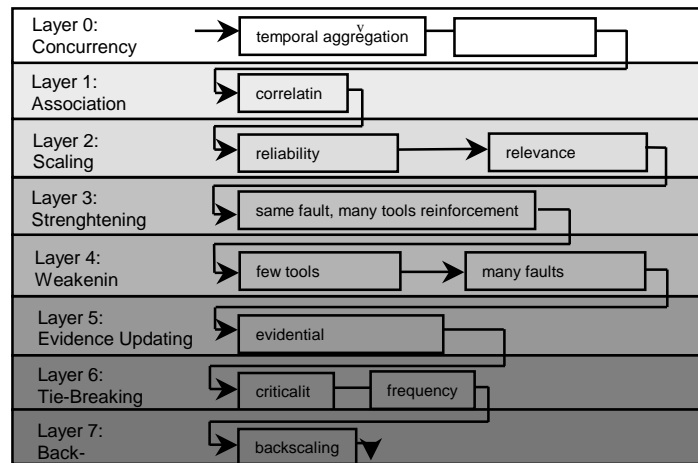 Layer 0:
Concurrency
v
temporal aggregation
Layer 1:
Association
correlatin
Layer 2:
Scaling
reliability
relevance
Layer 3:
Strenghtening
same fault, many tools reinforcement
Layer 4:
Weakenin
few tools
many faults
Layer 5:
Evidence Updating
evidential
Layer 6:
Tie-Breaking
criticalit
frequency
Layer 7:
Back-
backscaling